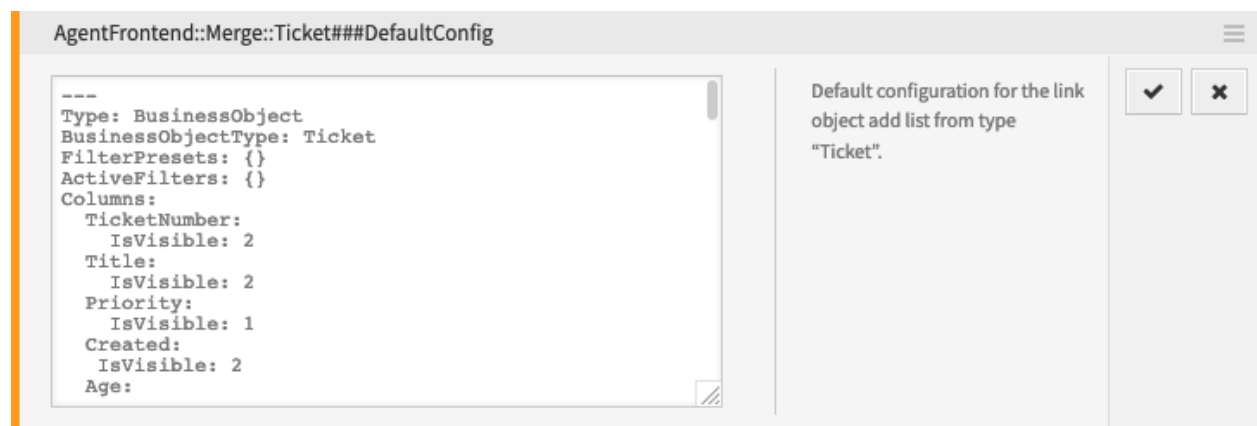 AgentFrontend::Merge::Ticket###DefaultConfig
---
Type: BusinessObject
BusinessObjectType: Ticket
FilterPresets: {}
ActiveFilters: {}
Columns:
  TicketNumber:
    IsVisible: 2
  Title:
    IsVisible: 2
  Priority:
    IsVisible: 1
  Created:
   IsVisible: 2
  Age:
Default configuration for the link
object add list from type
“Ticket”.